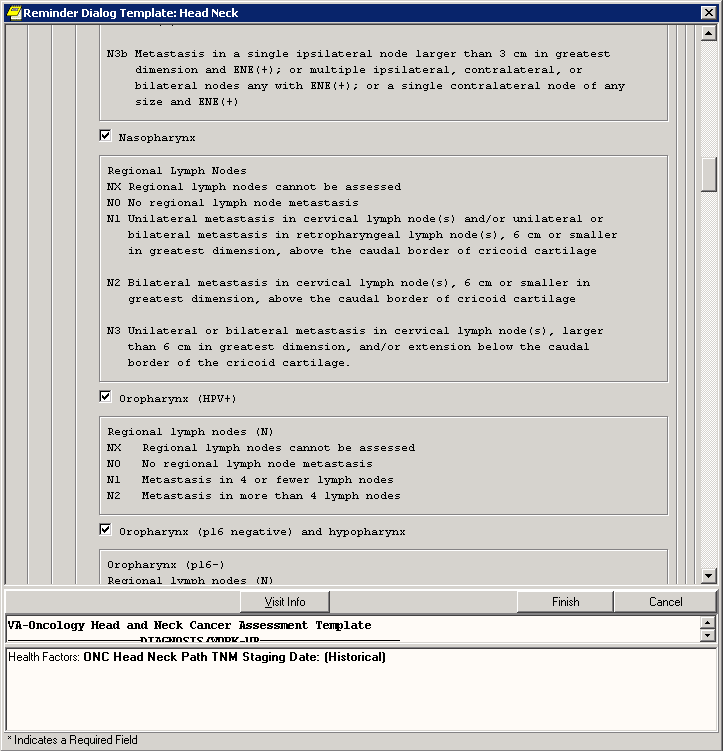 Reminder Dialog Template: Head Neck
N3b Metastasis in a single ipsilateral node larger than 3 cm in greatest
dimension and ENE(+); or multiple ipsilateral, contralateral, or
bilateral nodes any with ENE(+); or a single contralateral node of any
size and ENE(+)
Nasopharynx
Regional Lymph Nodes
NX Regional lymph nodes cannot be assessed
N0 No regional lymph node metastasis
N1 Unilateral metastasis in cervical lymph node(s) and/or unilateral or
bilateral metastasis in retropharyngeal lymph node(s), 6 cm or smaller
in greatest dimension, above the caudal border of cricoid cartilage
N2 Bilateral metastasis in cervical lymph node(s), 6 cm or smaller in
greatest dimension, above the caudal border of cricoid cartilage
N3 Unilateral or bilateral metastasis in cervical lymph node(s), larger
than 6 cm in greatest dimension, and/or extension below the caudal
border of the cricoid cartilage.
Oropharynx (HPV+)
Regional lymph nodes (N)
NX Regional lymph nodes cannot be assessed
N0 No regional lymph node metastasis
N1 Metastasis in 4 or fewer lymph nodes
N2 Metastasis in more than 4 lymph nodes
Oropharynx (p16 negative) and hypopharynx
Oropharynx (p16-)
Regional lymph nodes (N)
Visit Info
Finish
Cancel
VA-Oncology Head and Neck Cancer Assessment Template
DIAGNOSIS/WORK-UP
Health Factors: ONC Head Neck Path TNM Staging Date: (Historical)
* Indicates a Required Field